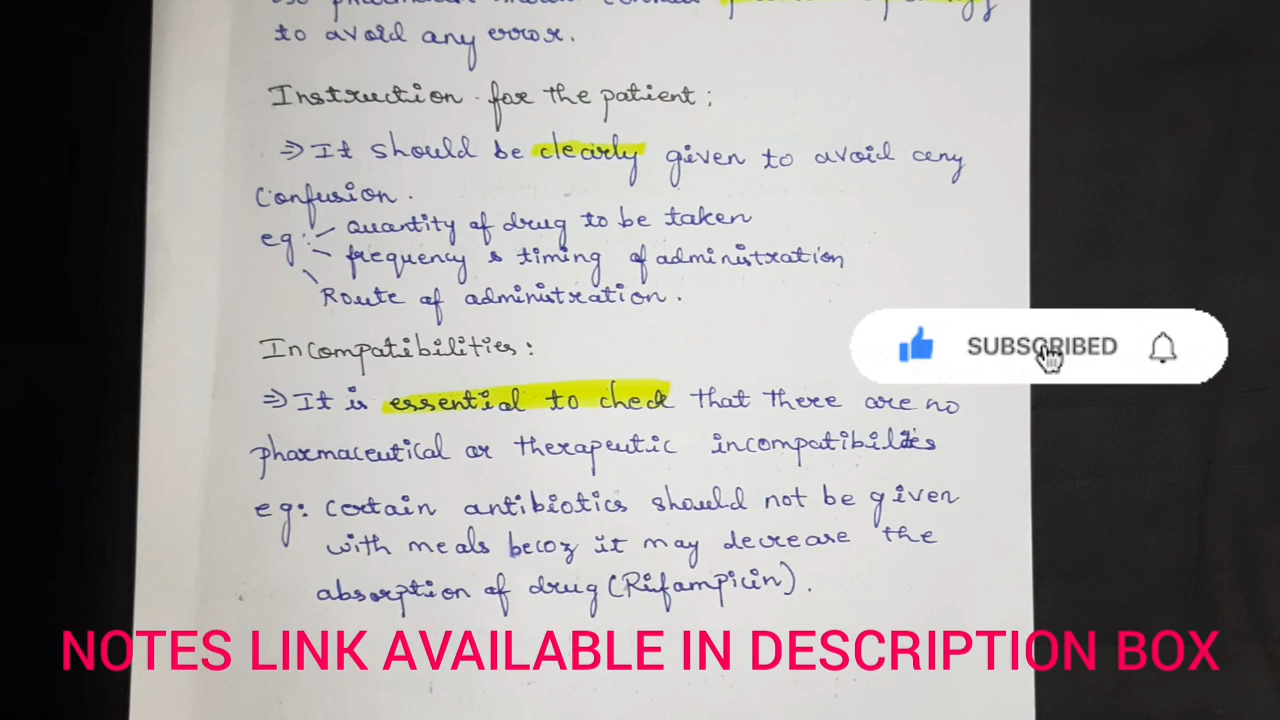 to avoid any error.
Instruction for the patient:
⇒ It should be clearly given to avoid any
confusion.
eg:- quantity of drug to be taken
- frequency & timing of administration
\ Route of administration.
Incompatibilities:
SUBSCRIBED
⇒ It is essential to check that there are no
pharmaceutical or therapeutic incompatibilities
eg: certain antibiotics should not be given
with meals becoz it may decrease the
absorption of drug (Rifampicin).
NOTES LINK AVAILABLE IN DESCRIPTION BOX